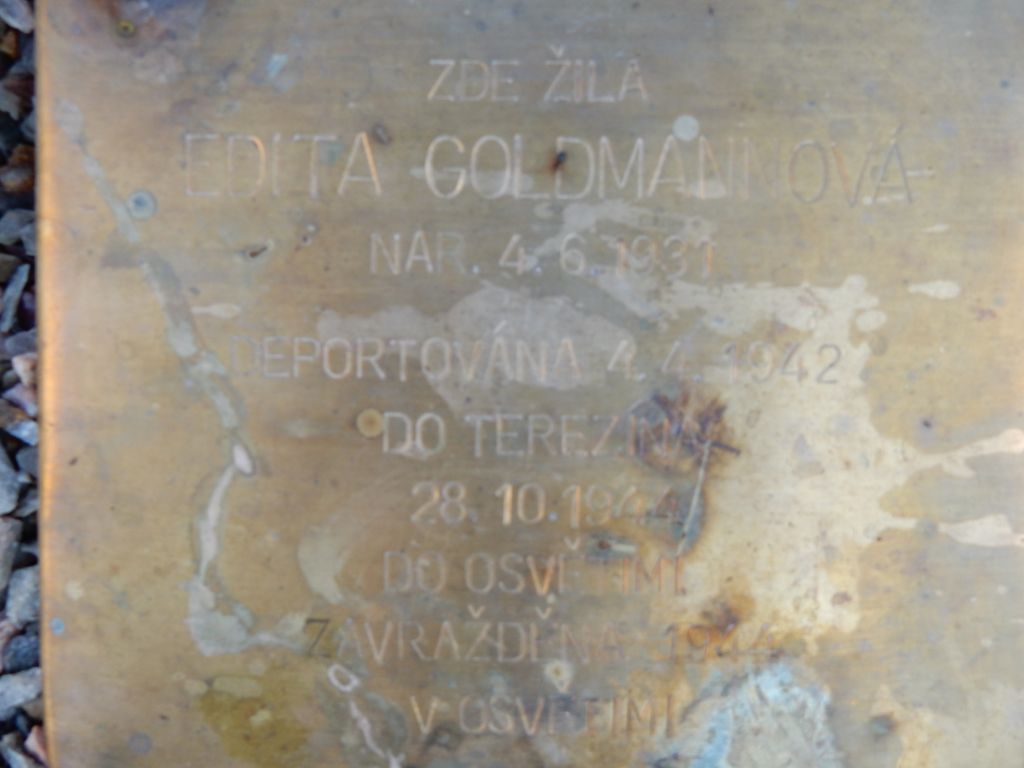 ZDE ŽILA
EDITA GOLDMANNOVÁ
NAR. 4. 6. 1931
DEPORTOVÁNA 4. 4. 1942
DO TEREZÍNA
28. 10. 1944
DO OSVĚTIMI
ZAVRAŽDĚNA 1944
V OSVĚTIMI